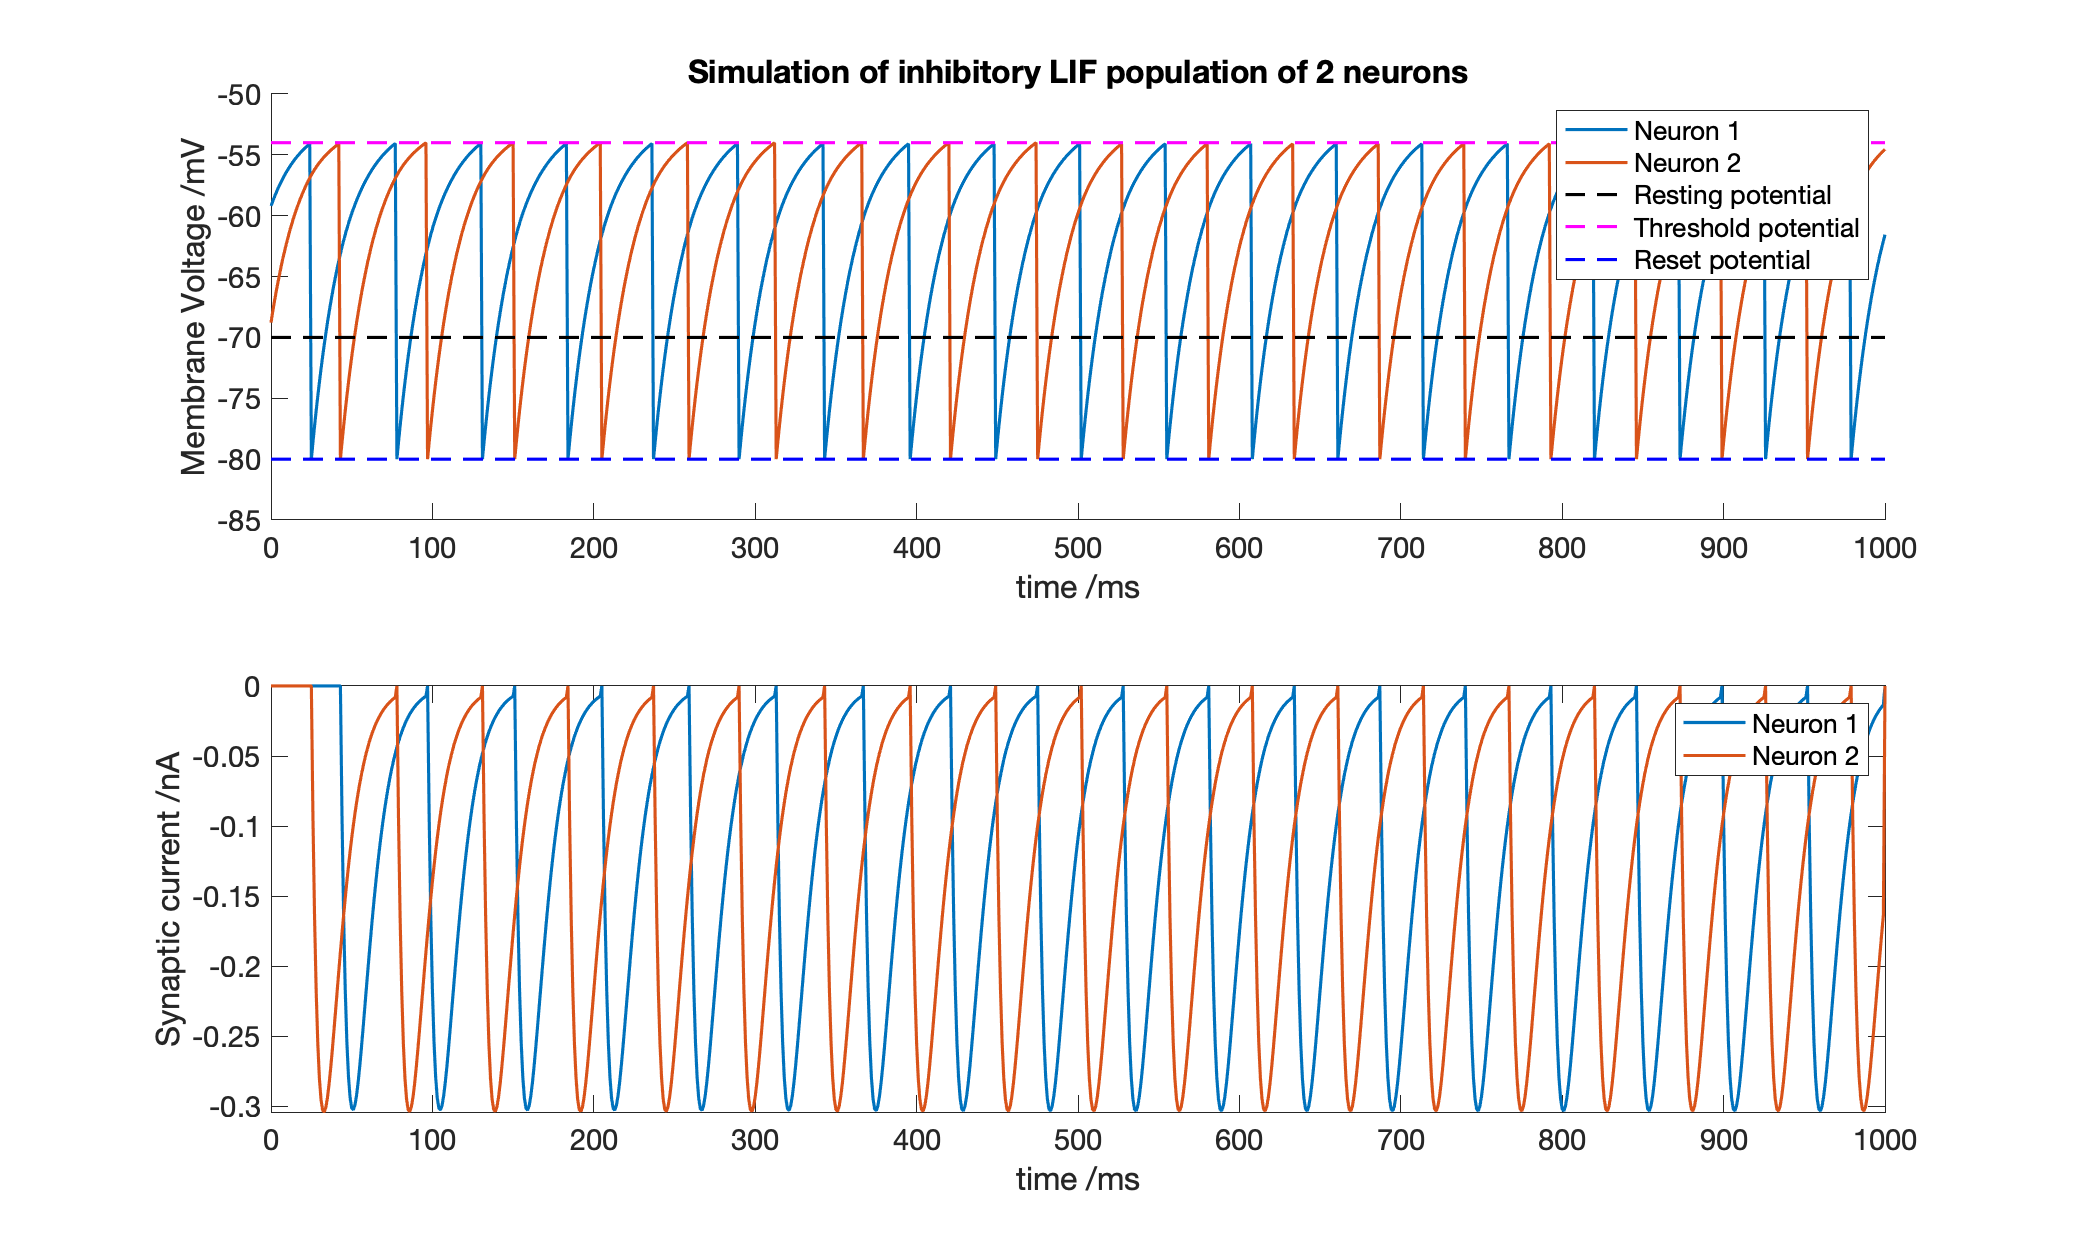 Simulation of inhibitory LIF population of 2 neurons
Membrane Voltage /mV
-50
-55
-60
-65
-70
-75
-80
-85
0 100 200 300 400 500 600 700 800 900 1000
time /ms
Neuron 1
Neuron 2
Resting potential
Threshold potential
Reset potential
Synaptic current /nA
0
-0.05
-0.1
-0.15
-0.2
-0.25
-0.3
0 100 200 300 400 500 600 700 800 900 1000
time /ms
Neuron 1
Neuron 2